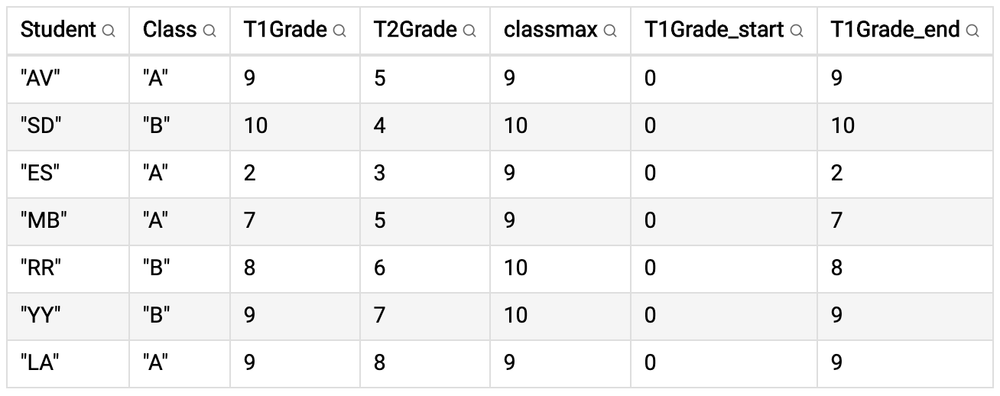 Student Class T1Grade T2Grade classmax T1Grade_start T1Grade_end
"AV" "A" 9 5 9 0 9
"SD" "B" 10 4 10 0 10
"ES" "A" 2 3 9 0 2
"MB" "A" 7 5 9 0 7
"RR" "B" 8 6 10 0 8
"YY" "B" 9 7 10 0 9
"LA" "A" 9 8 9 0 9